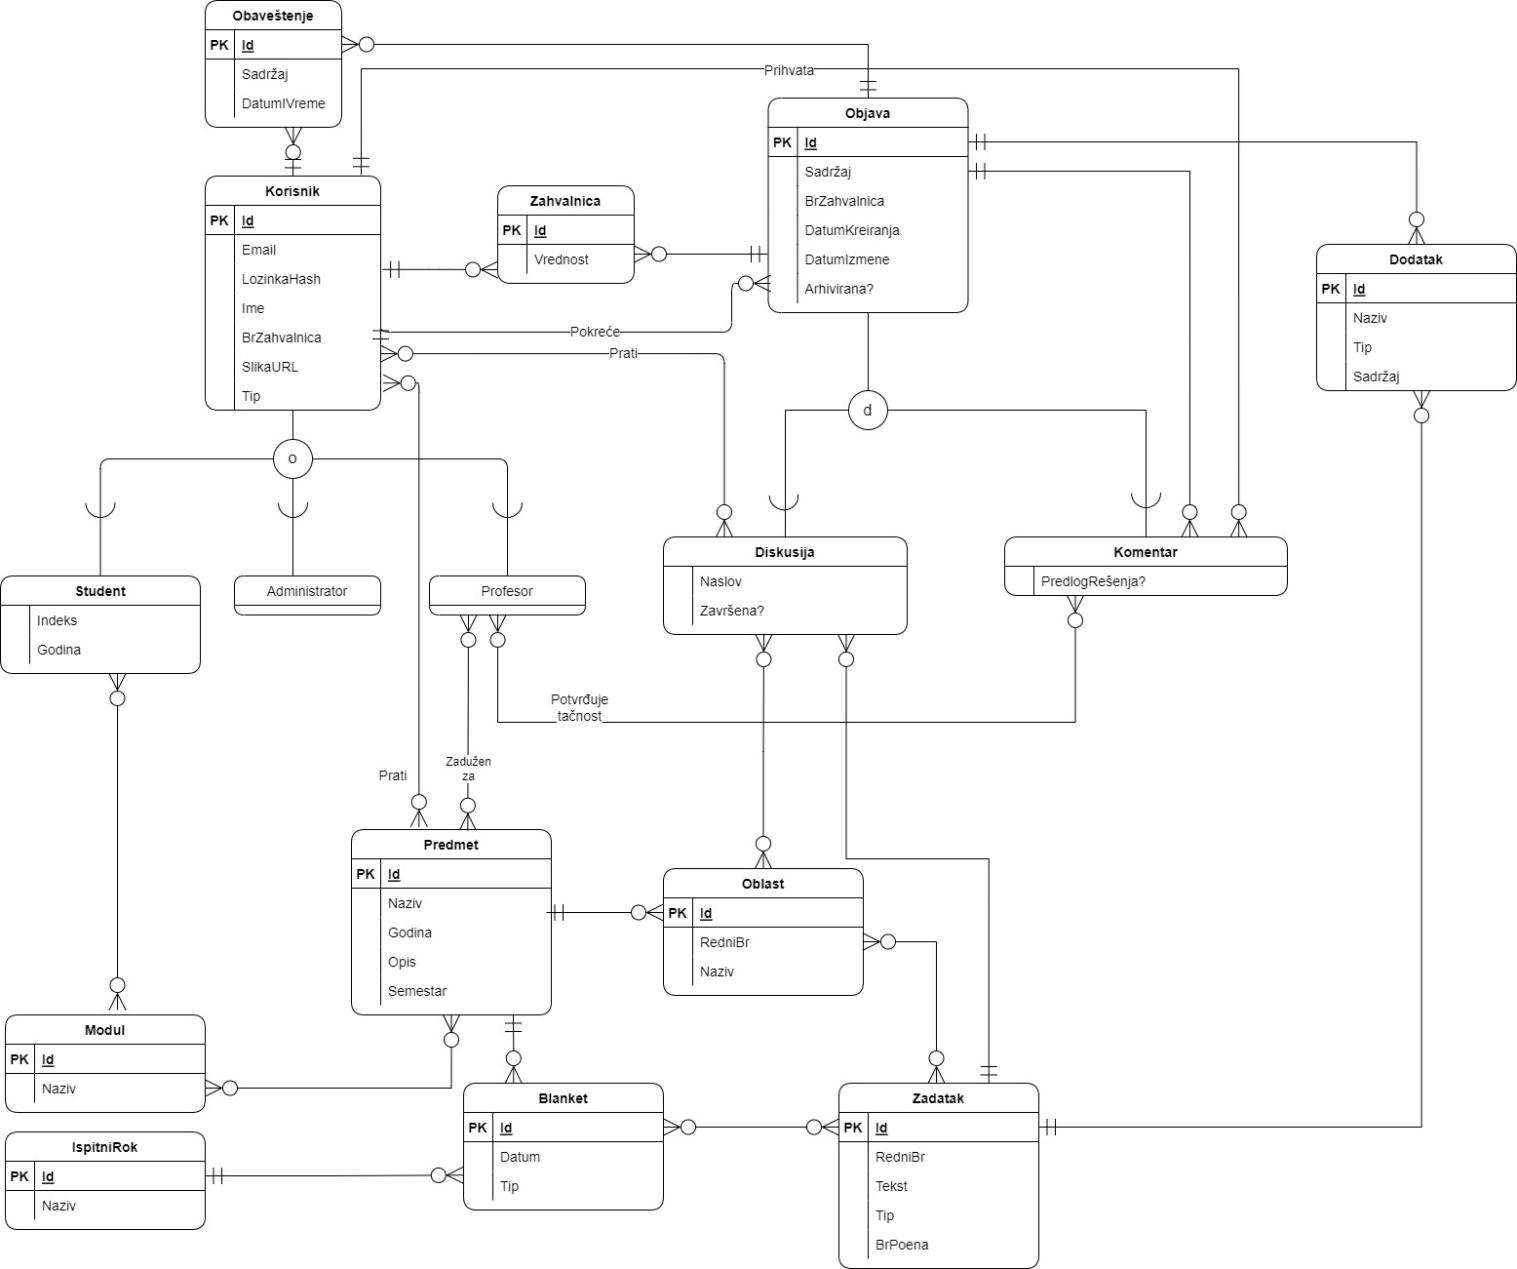 Obaveštenje
PK Id
Sadržaj
DatumIVreme
Prihvata
Objava
PK Id
Sadržaj
BrZahvalnica
DatumKreiranja
DatumIzmene
Arhivirana?
Korisnik
PK Id
Email
LozinkaHash
Ime
BrZahvalnica
SlikaURL
Tip
Zahvalnica
PK Id
Vrednost
Pokreće
Prati
Dodatak
PK Id
Naziv
Tip
Sadržaj
d
o
Student
Indeks
Godina
Administrator
Profesor
Diskusija
Naslov
Završena?
Komentar
PredlogRešenja?
Potvrđuje
tačnost
Prati
Zadužen
za
Predmet
PK Id
Naziv
Godina
Opis
Semestar
Oblast
PK Id
RedniBr
Naziv
Modul
PK Id
Naziv
IspitniRok
PK Id
Naziv
Blanket
PK Id
Datum
Tip
Zadatak
PK Id
RedniBr
Tekst
Tip
BrPoena